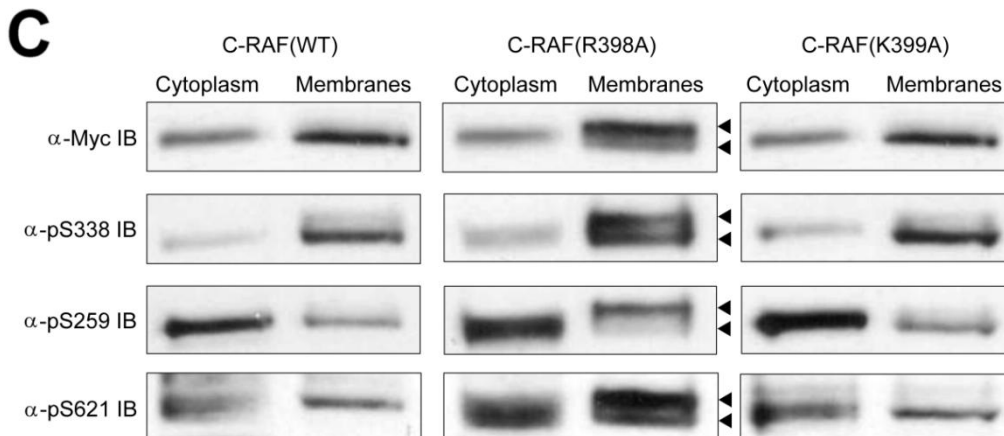 C
C-RAF(WT) C-RAF(R398A) C-RAF(K399A)
Cytoplasm Membranes Cytoplasm Membranes Cytoplasm Membranes
α-Myc IB
α-pS338 IB
α-pS259 IB
α-pS621 IB